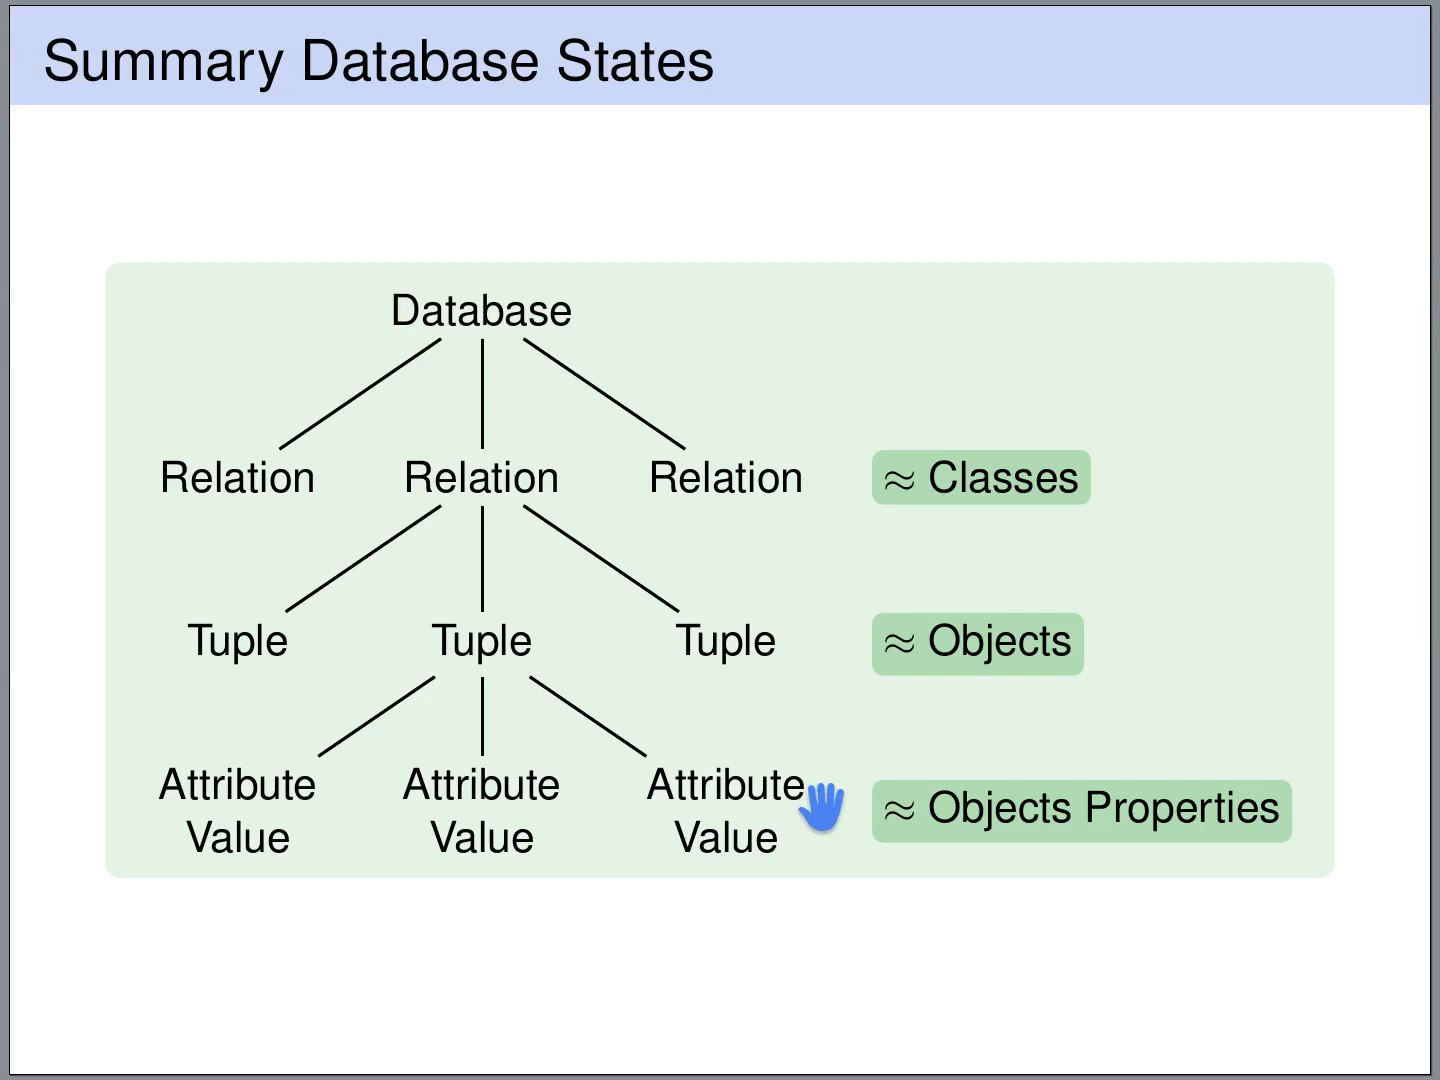 Summary Database States
Database
Relation Relation Relation ≈ Classes
Tuple Tuple Tuple ≈ Objects
Attribute Attribute Attribute
Value Value Value
≈ Objects Properties